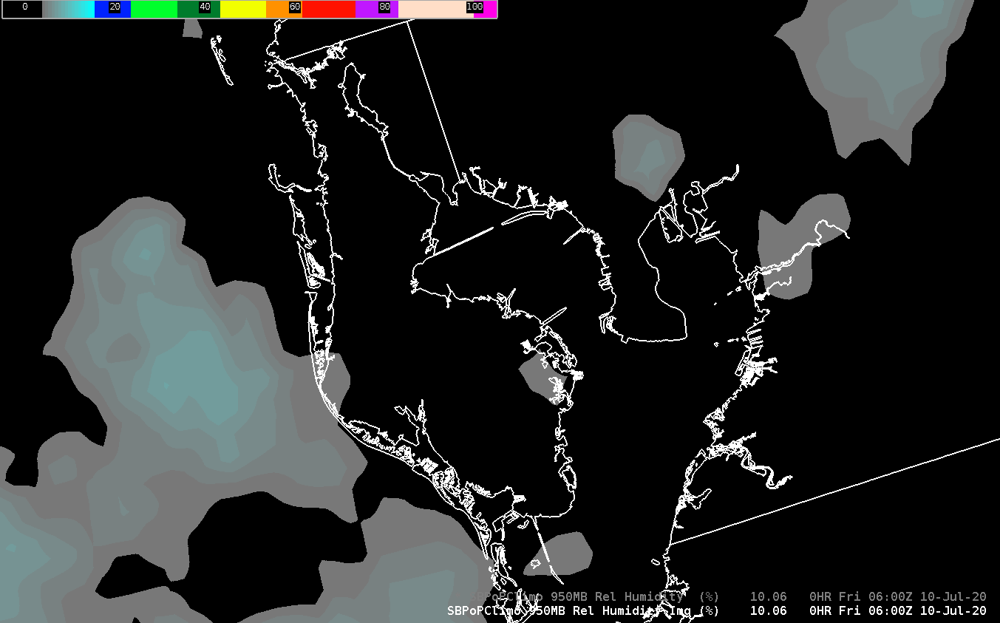 0 20 40 60 80 100
SBPoPClimo 950MB Rel Humidity (%) 10.06 0HR Fri 06:00Z 10-Jul-20
SBPoPClimo 950MB Rel Humidity Img (%) 10.06 0HR Fri 06:00Z 10-Jul-20